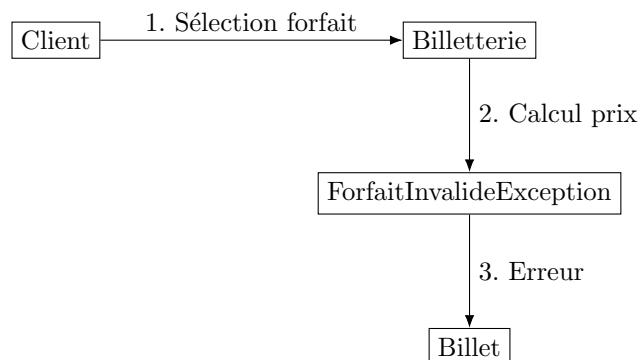 Client
1. Sélection forfait
Billetterie
2. Calcul prix
ForfaitInvalideException
3. Erreur
Billet